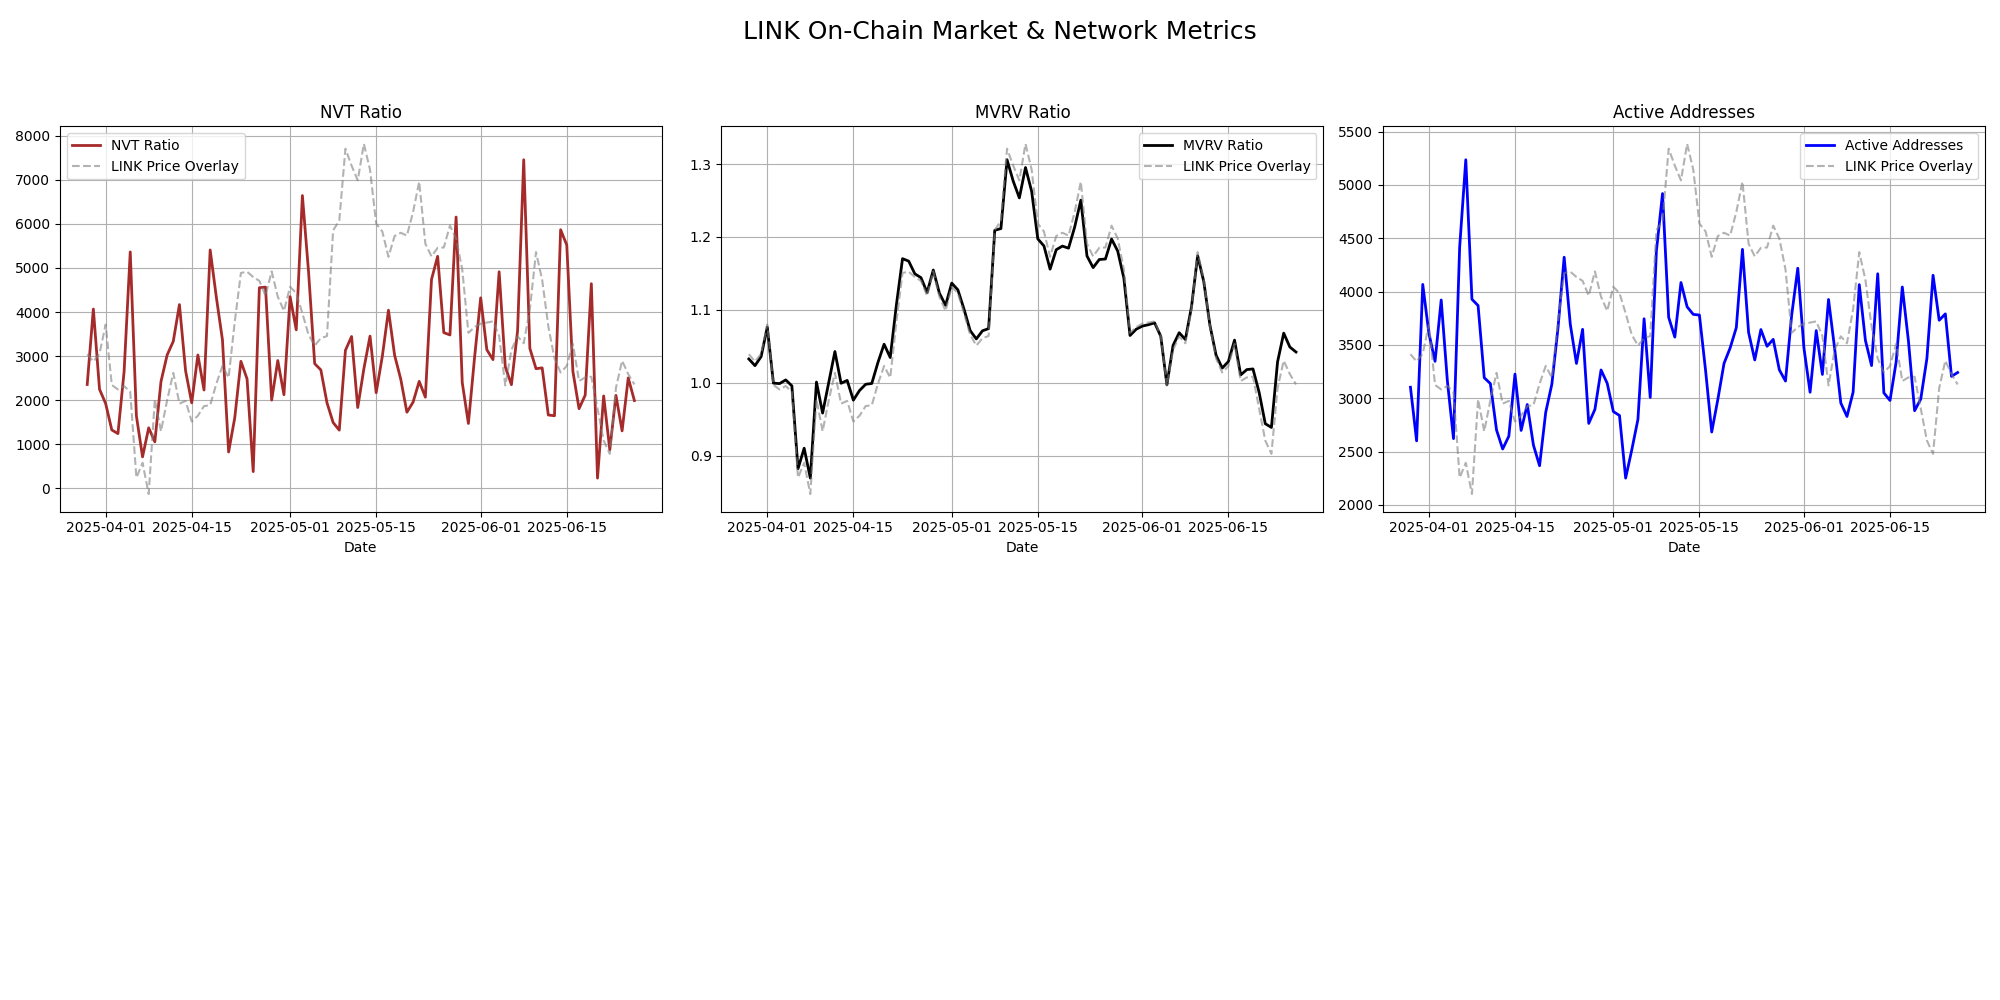 LINK On-Chain Market & Network Metrics
NVT Ratio
8000
7000
6000
5000
4000
3000
2000
1000
0
NVT Ratio
LINK Price Overlay
2025-04-01 2025-04-15 2025-05-01 2025-05-15 2025-06-01 2025-06-15
Date
MVRV Ratio
1.3
1.2
1.1
1.0
0.9
MVRV Ratio
LINK Price Overlay
2025-04-01 2025-04-15 2025-05-01 2025-05-15 2025-06-01 2025-06-15
Date
Active Addresses
5500
5000
4500
4000
3500
3000
2500
2000
Active Addresses
LINK Price Overlay
2025-04-01 2025-04-15 2025-05-01 2025-05-15 2025-06-01 2025-06-15
Date